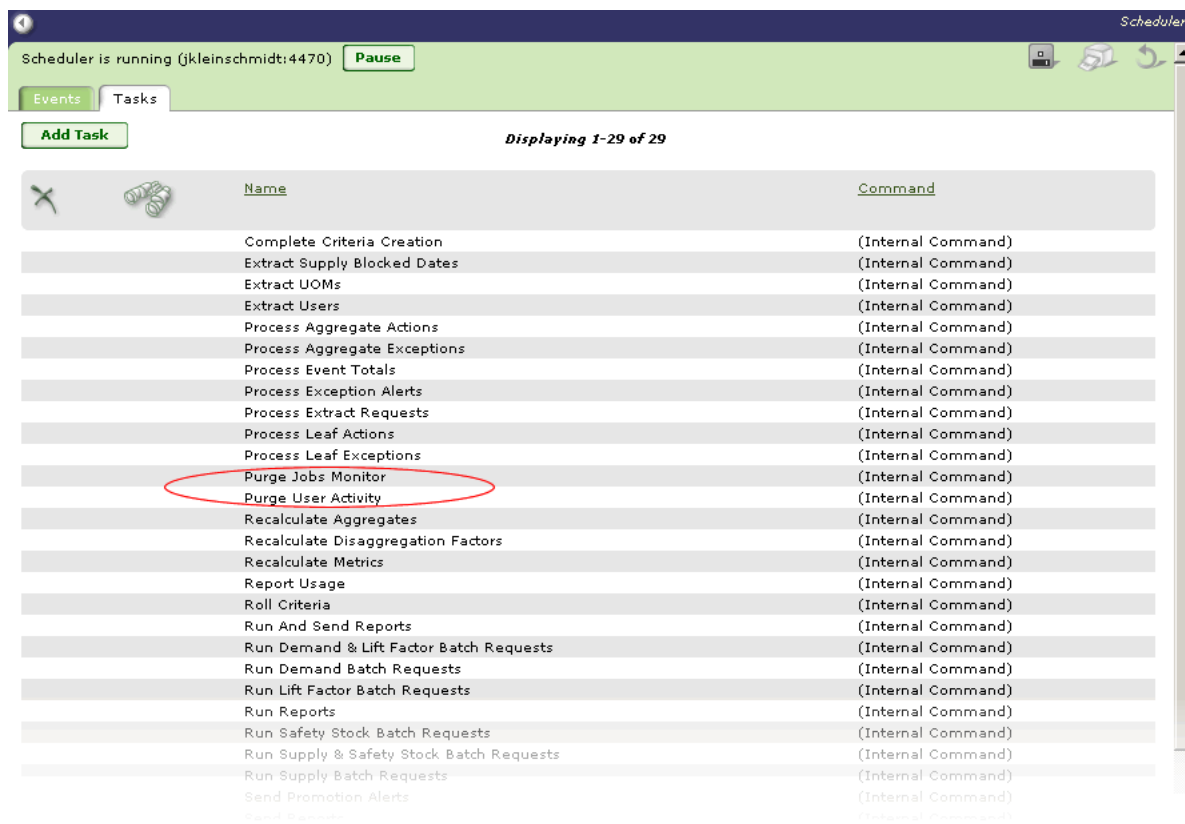 Scheduler
Scheduler is running (jkleinschmidt:4470) Pause
Events Tasks
Add Task Displaying 1-29 of 29
Name Command
Complete Criteria Creation (Internal Command)
Extract Supply Blocked Dates (Internal Command)
Extract UOMs (Internal Command)
Extract Users (Internal Command)
Process Aggregate Actions (Internal Command)
Process Aggregate Exceptions (Internal Command)
Process Event Totals (Internal Command)
Process Exception Alerts (Internal Command)
Process Extract Requests (Internal Command)
Process Leaf Actions (Internal Command)
Process Leaf Exceptions (Internal Command)
Purge Jobs Monitor (Internal Command)
Purge User Activity (Internal Command)
Recalculate Aggregates (Internal Command)
Recalculate Disaggregation Factors (Internal Command)
Recalculate Metrics (Internal Command)
Report Usage (Internal Command)
Roll Criteria (Internal Command)
Run And Send Reports (Internal Command)
Run Demand & Lift Factor Batch Requests (Internal Command)
Run Demand Batch Requests (Internal Command)
Run Lift Factor Batch Requests (Internal Command)
Run Reports (Internal Command)
Run Safety Stock Batch Requests (Internal Command)
Run Supply & Safety Stock Batch Requests (Internal Command)
Run Supply Batch Requests (Internal Command)
Send Promotion Alerts (Internal Command)
Send Reports (Internal Command)